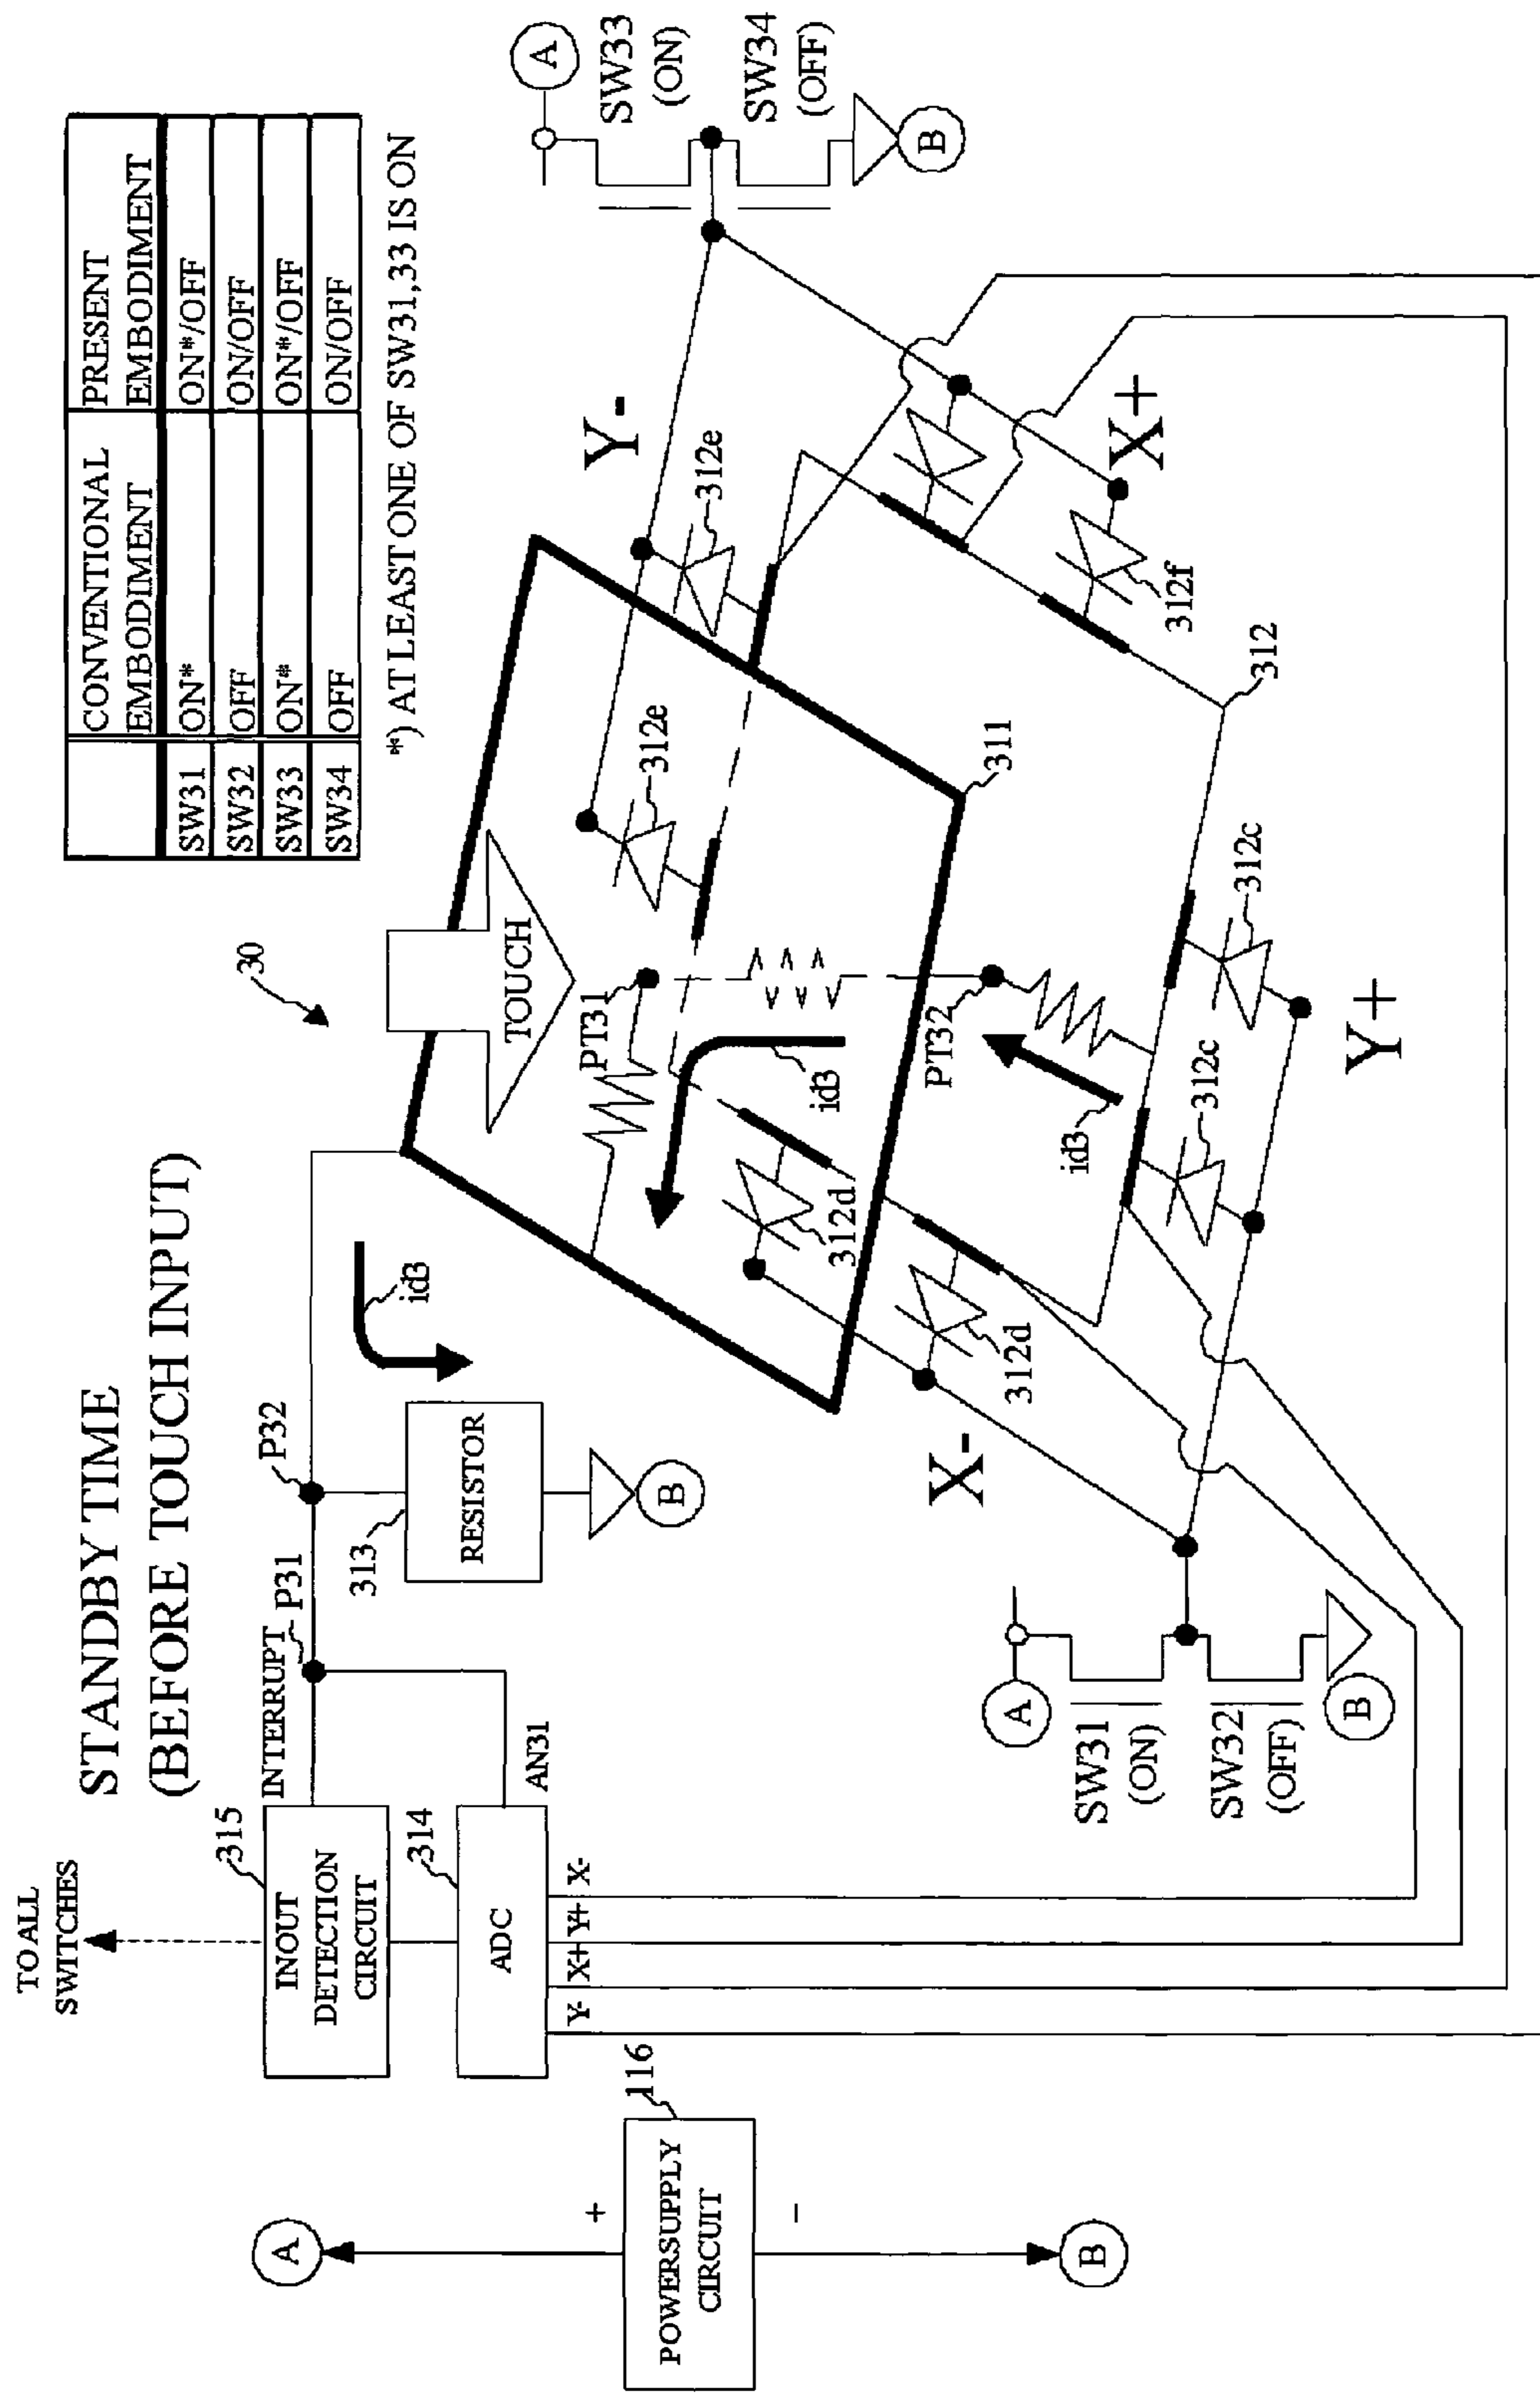 STANDBY TIME
(BEFORE TOUCH INPUT)
CONVENTIONAL EMBODIMENT PRESENT EMBODIMENT
SW31 ON* ON*/OFF
SW32 OFF ON/OFF
SW33 ON* ON*/OFF
SW34 OFF ON/OFF
*) AT LEAST ONE OF SW31,33 IS ON
30
TO ALL
SWITCHES
315
INOUT
DETECTION
CIRCUIT
INTERRUPT
P31
P32
314
ADC
AN31
Y- X+ Y+ X-
313
RESISTOR
B
id3
TOUCH
PT31
id3
PT32
id3
311
312
312e
312e
Y-
312d
312d
X-
312c
312c
Y+
312f
X+
A
SW33
(ON)
SW34
(OFF)
B
A
SW31
(ON)
SW32
(OFF)
B
A
+
116
POWERSUPPLY
CIRCUIT
-
B